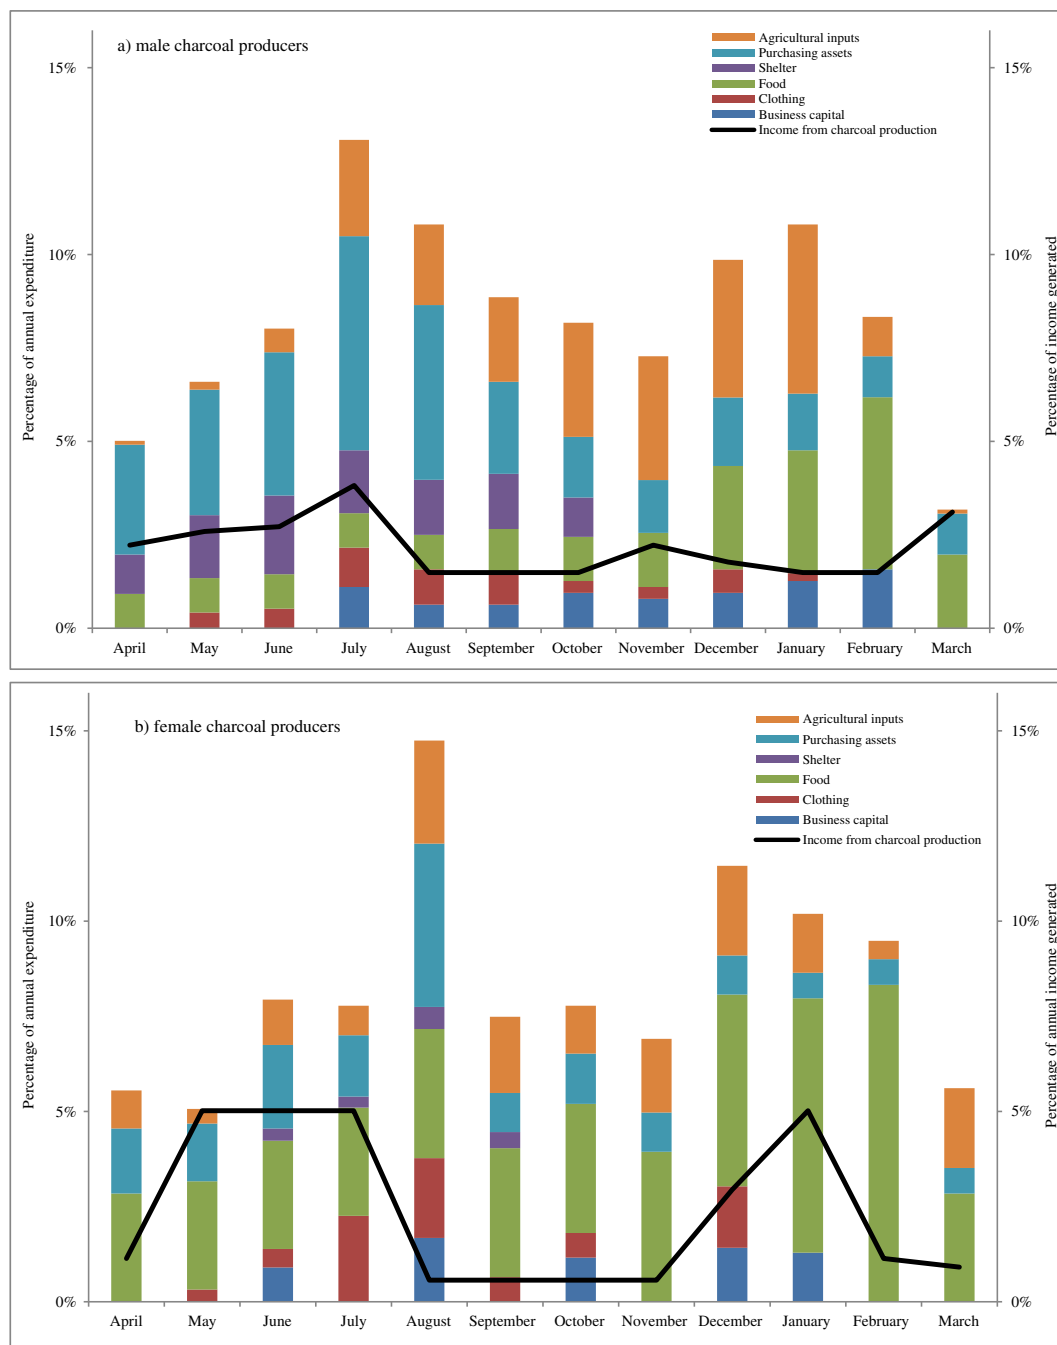 a) male charcoal producers
Agricultural inputs
Purchasing assets
Shelter
Food
Clothing
Business capital
Income from charcoal production
Percentage of annual expenditure
15%
10%
5%
0%
15%
10%
5%
0%
Percentage of income generated
April May June July August September October November December January February March
b) female charcoal producers
Agricultural inputs
Purchasing assets
Shelter
Food
Clothing
Business capital
Income from charcoal production
Percentage of annual expenditure
15%
10%
5%
0%
15%
10%
5%
0%
Percentage of annual income generated
April May June July August September October November December January February March